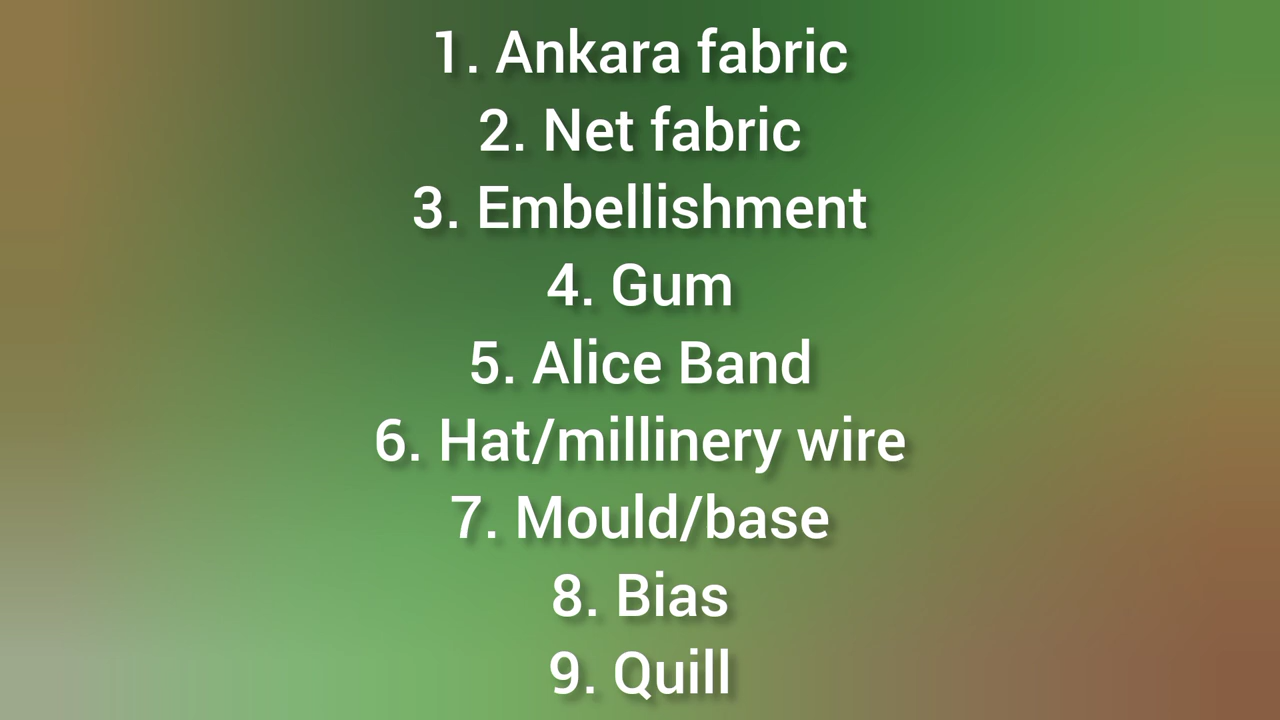 1. Ankara fabric
2. Net fabric
3. Embellishment
4. Gum
5. Alice Band
6. Hat/millinery wire
7. Mould/base
8. Bias
9. Quill